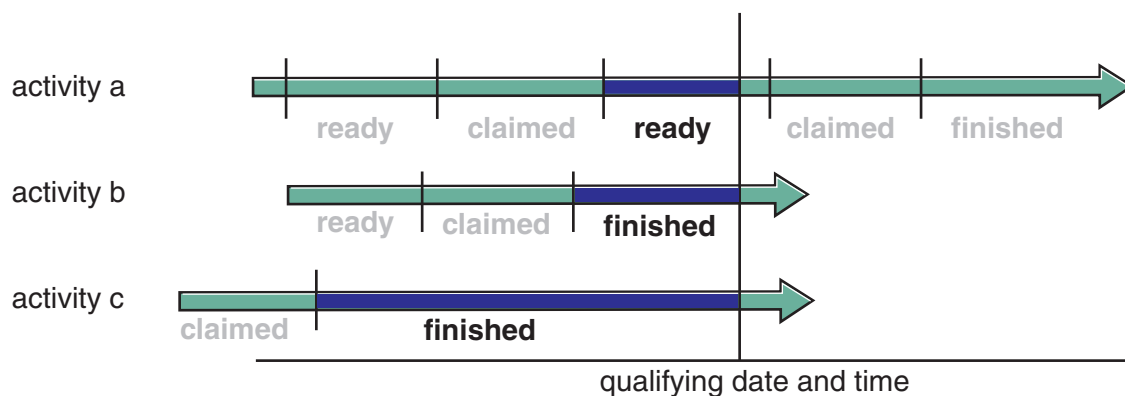 activity a
ready claimed ready claimed finished
activity b
ready claimed finished
activity c
claimed finished
qualifying date and time